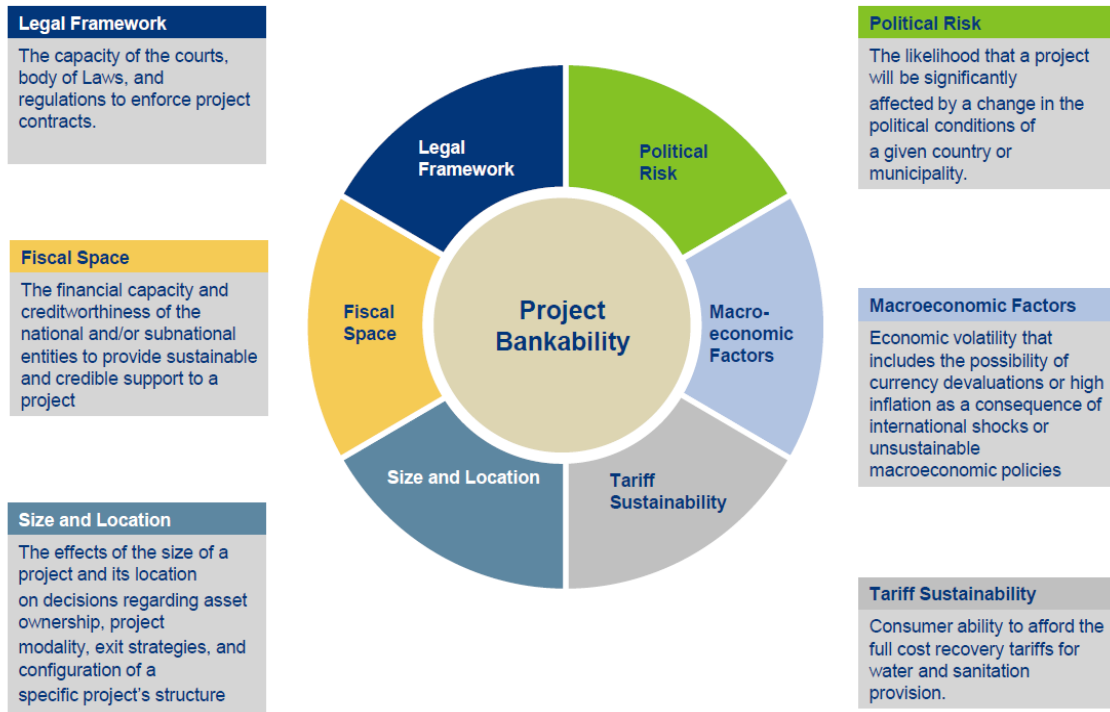 Legal Framework
The capacity of the courts,
body of Laws, and
regulations to enforce project
contracts.
Fiscal Space
The financial capacity and
creditworthiness of the
national and/or subnational
entities to provide sustainable
and credible support to a
project
Size and Location
The effects of the size of a
project and its location
on decisions regarding asset
ownership, project
modality, exit strategies, and
configuration of a
specific project's structure
Legal
Framework
Political
Risk
Fiscal
Space
Project
Bankability
Macro-
economic
Factors
Size and Location
Tariff
Sustainability
Political Risk
The likelihood that a project
will be significantly
affected by a change in the
political conditions of
a given country or
municipality.
Macroeconomic Factors
Economic volatility that
includes the possibility of
currency devaluations or high
inflation as a consequence of
international shocks or
unsustainable
macroeconomic policies
Tariff Sustainability
Consumer ability to afford the
full cost recovery tariffs for
water and sanitation
provision.